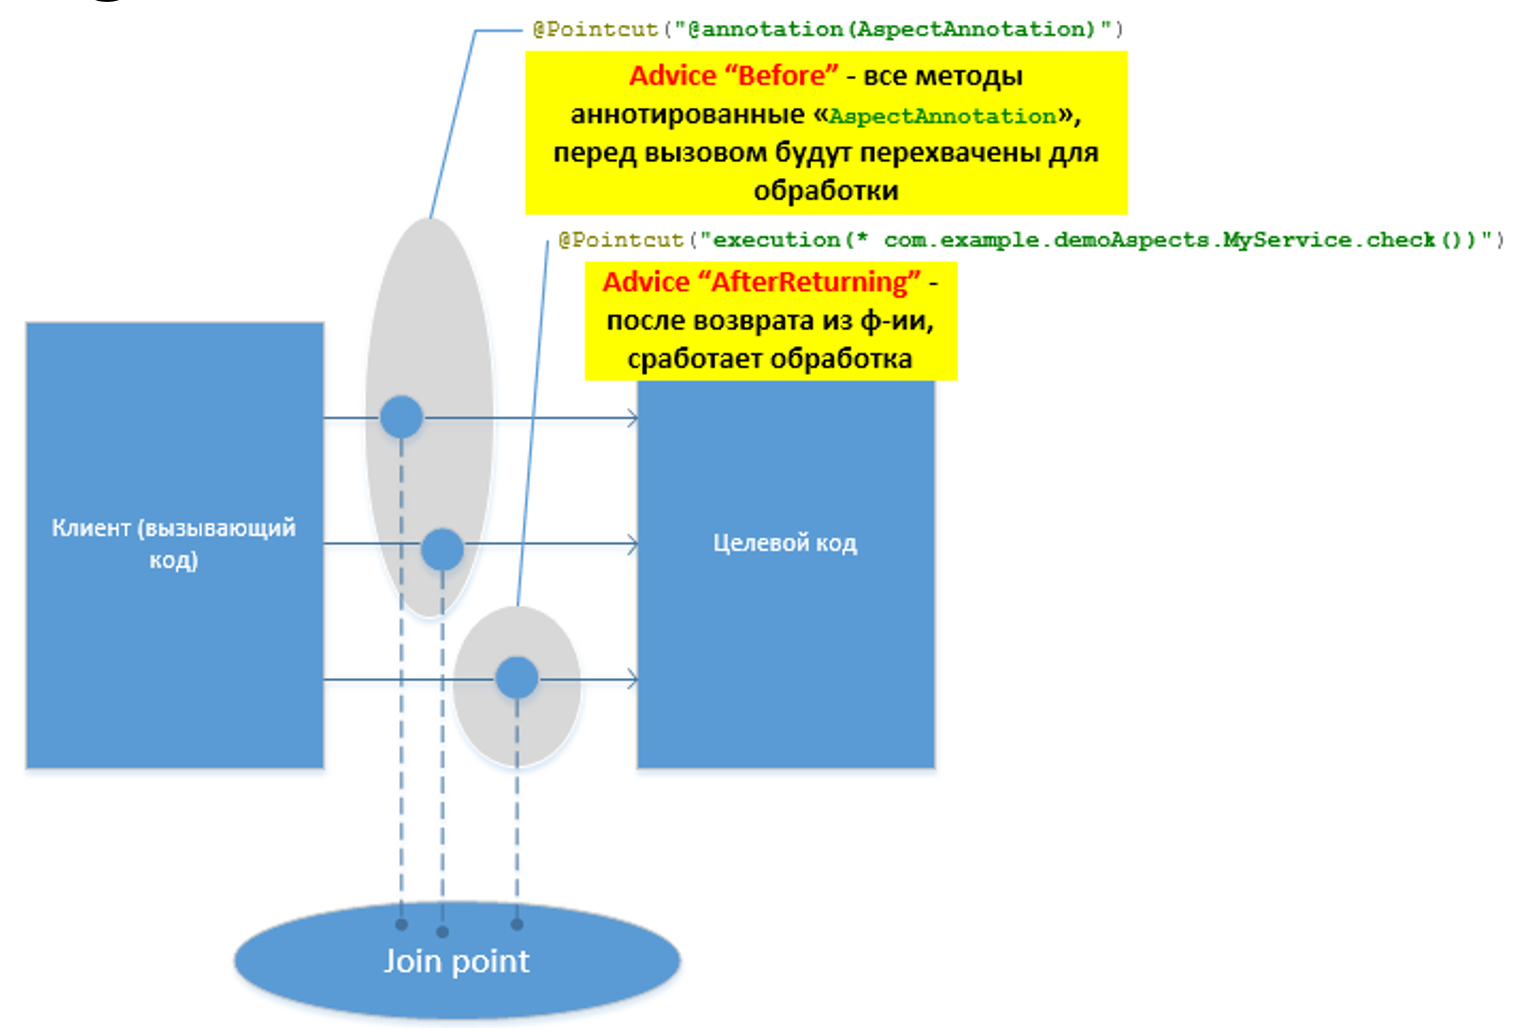 @Pointcut("@annotation(AspectAnnotation)")
Advice “Before” - все методы
аннотированные «AspectAnnotation»,
перед вызовом будут перехвачены для
обработки
@Pointcut("execution(* com.example.demoAspects.MyService.check())")
Advice “AfterReturning” -
после возврата из ф-ии,
сработает обработка
Клиент (вызывающий
код)
Целевой код
Join point